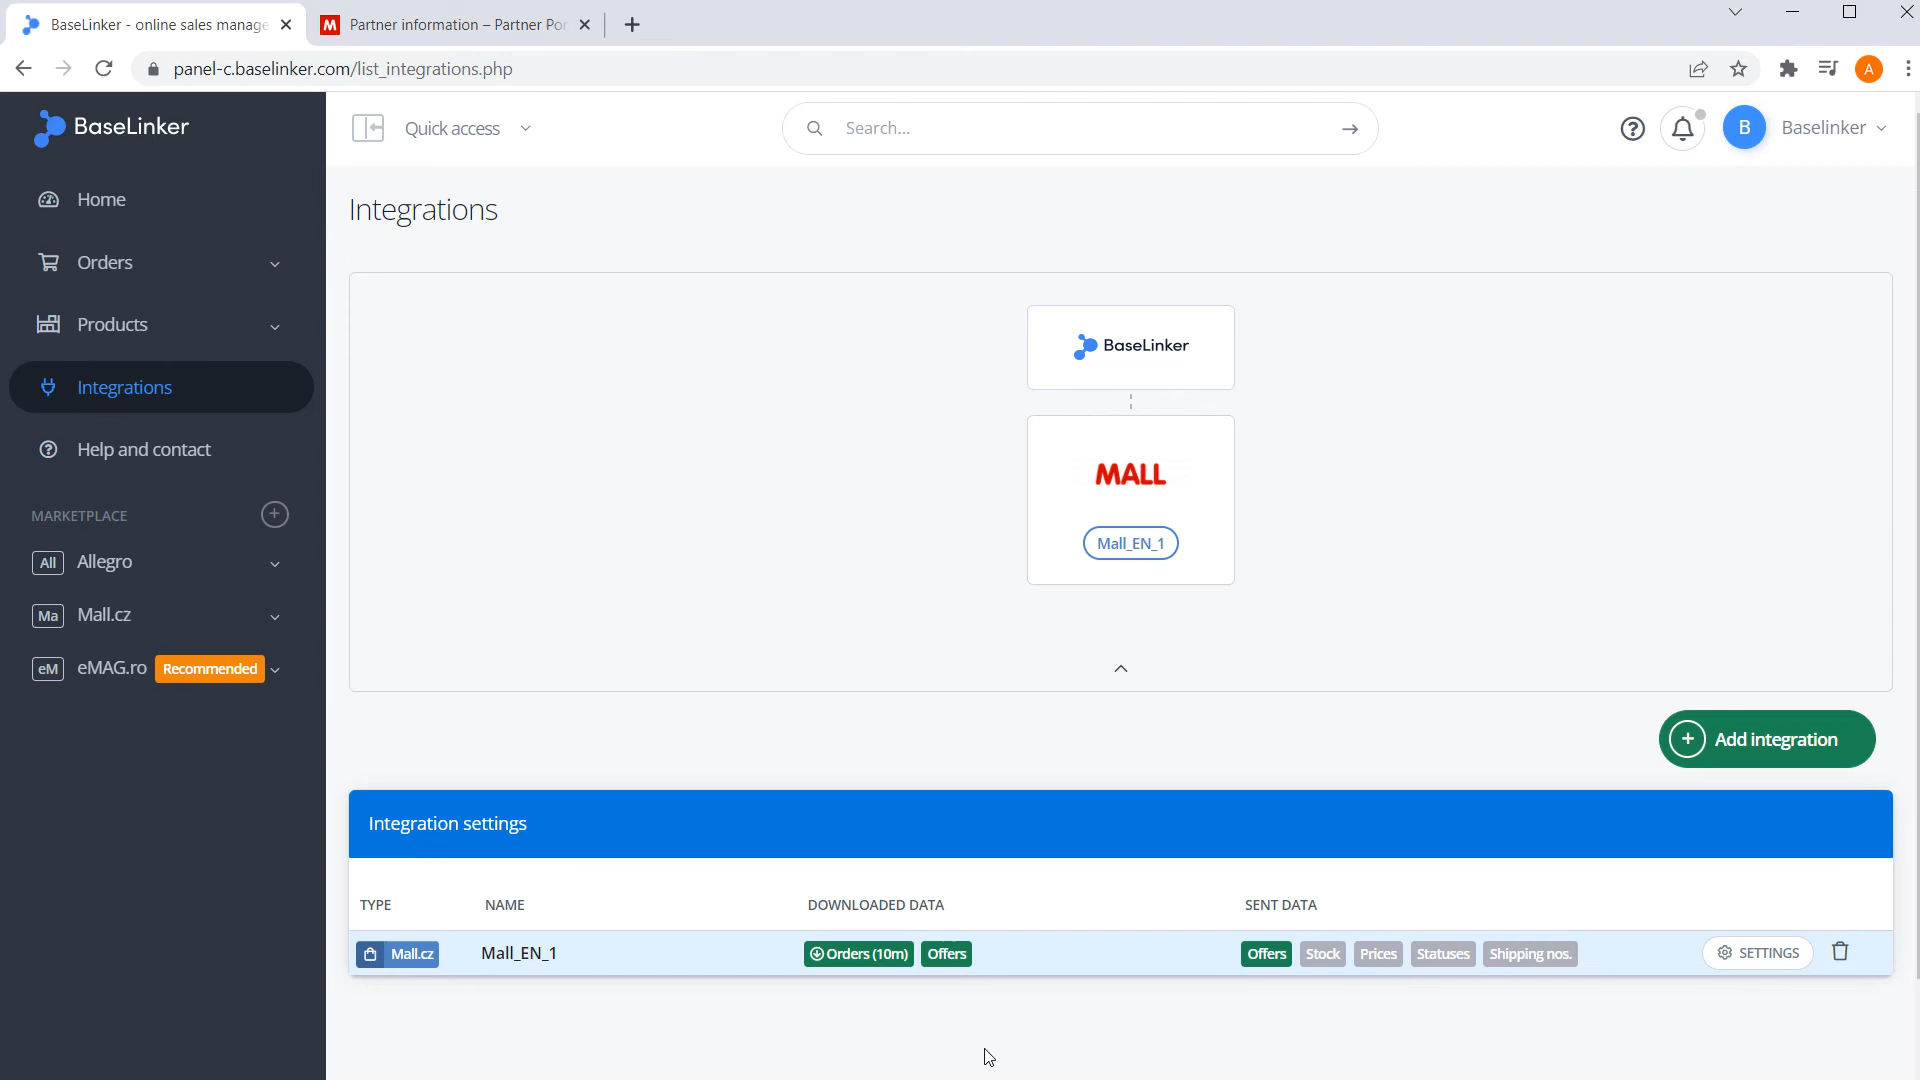 BaseLinker - online sales manage
Partner information – Partner Por
panel-c.baselinker.com/list_integrations.php
A
BaseLinker
Quick access
Search...
B
Baselinker
Home
Orders
Products
Integrations
Help and contact
MARKETPLACE
All Allegro
Ma Mall.cz
eM eMAG.ro Recommended
Integrations
BaseLinker
MALL
Mall_EN_1
Add integration
Integration settings
TYPE NAME DOWNLOADED DATA SENT DATA
Mall.cz Mall_EN_1 Orders (10m) Offers Offers Stock Prices Statuses Shipping nos. SETTINGS